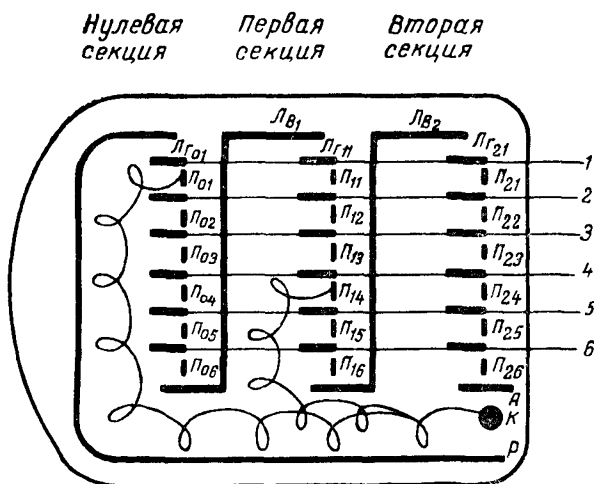 Нулевая секция
Первая секция
Вторая секция
Лв1 Лв2
Лг01 Лг11 Лг21 1
П01 П11 П21
2
П02 П12 П22
3
П03 П13 П23
4
П04 П14 П24
5
П05 П15 П25
6
П06 П16 П26
А
К
Р